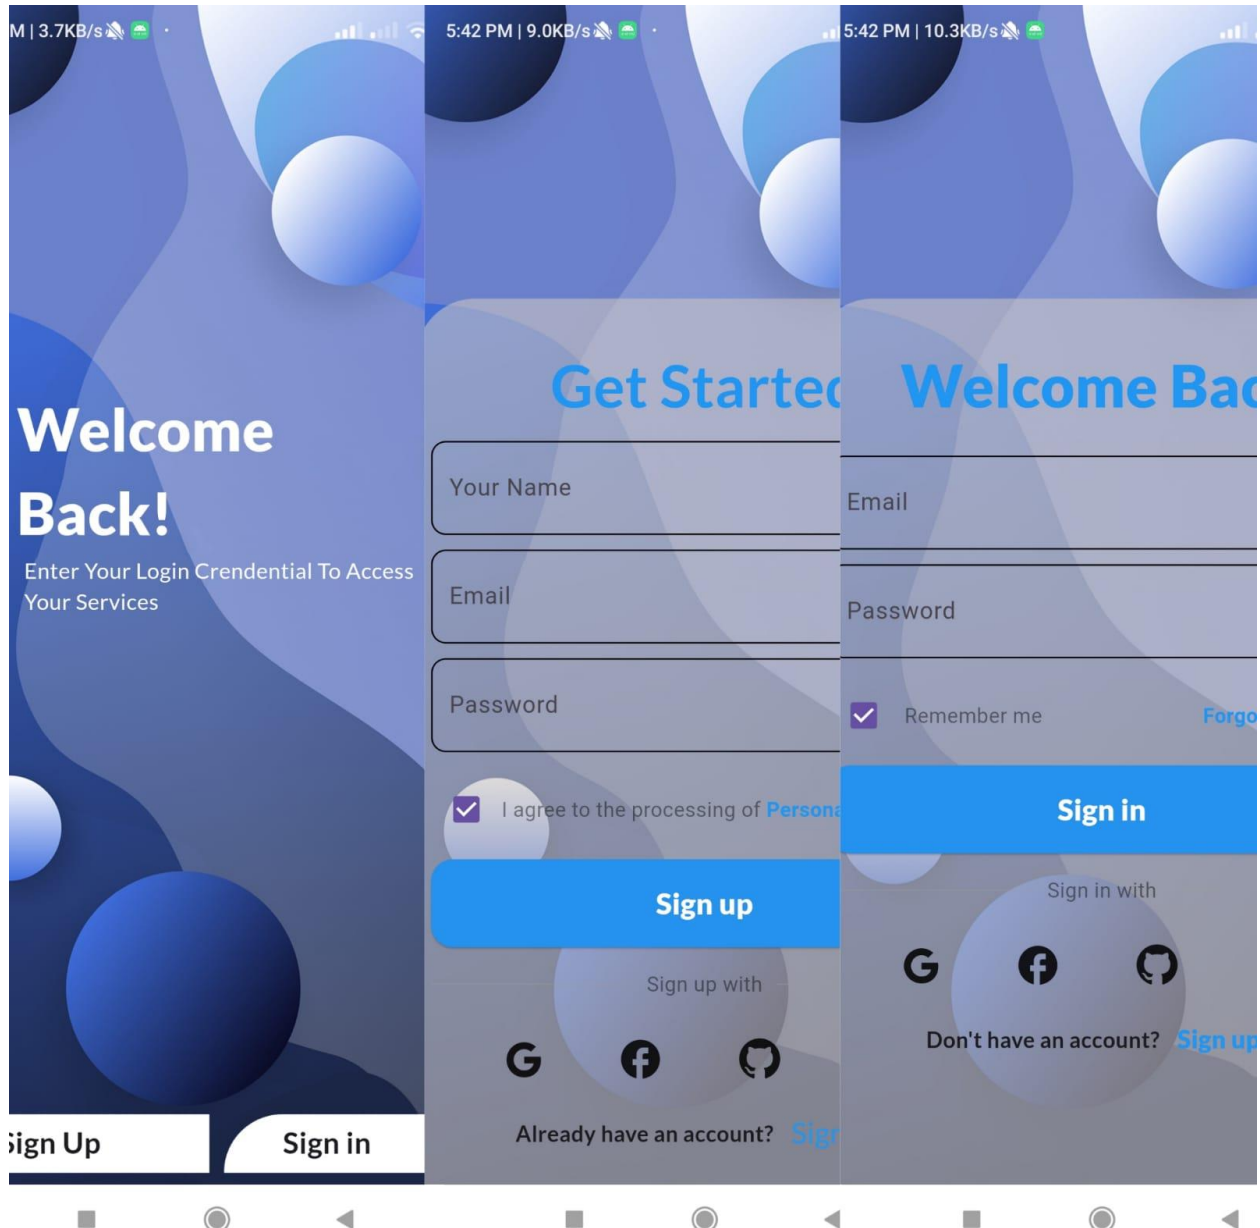 M | 3.7KB/s
Welcome
Back!
Enter Your Login Crendential To Access
Your Services
Sign Up
Sign in
5:42 PM | 9.0KB/s
Get Started
Your Name
Email
Password
I agree to the processing of Persona
Sign up
Sign up with
Already have an account? Sign
5:42 PM | 10.3KB/s
Welcome Bac
Email
Password
Remember me Forgo
Sign in
Sign in with
Don't have an account? Sign up